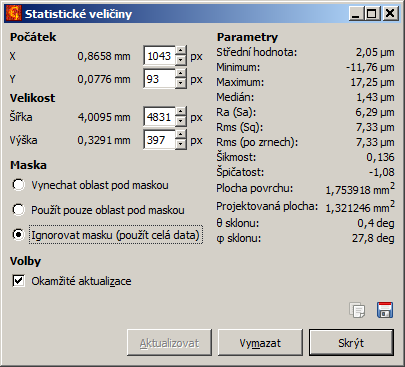 Statistické veličiny
Počátek
X 0,8658 mm 1043 px
Y 0,0776 mm 93 px
Velikost
Šířka 4,0095 mm 4831 px
Výška 0,3291 mm 397 px
Maska
Vynechat oblast pod maskou
Použít pouze oblast pod maskou
Ignorovat masku (použít celá data)
Volby
Okamžité aktualizace
Parametry
Střední hodnota: 2,05 µm
Minimum: -11,76 µm
Maximum: 17,25 µm
Medián: 1,43 µm
Ra (Sa): 6,29 µm
Rms (Sq): 7,33 µm
Rms (po zrnech): 7,33 µm
Šikmost: 0,136
Špičatost: -1,08
Plocha povrchu: 1,753918 mm²
Projektovaná plocha: 1,321246 mm²
θ sklonu: 0,4 deg
φ sklonu: 27,8 deg
Aktualizovat Vymazat Skrýt